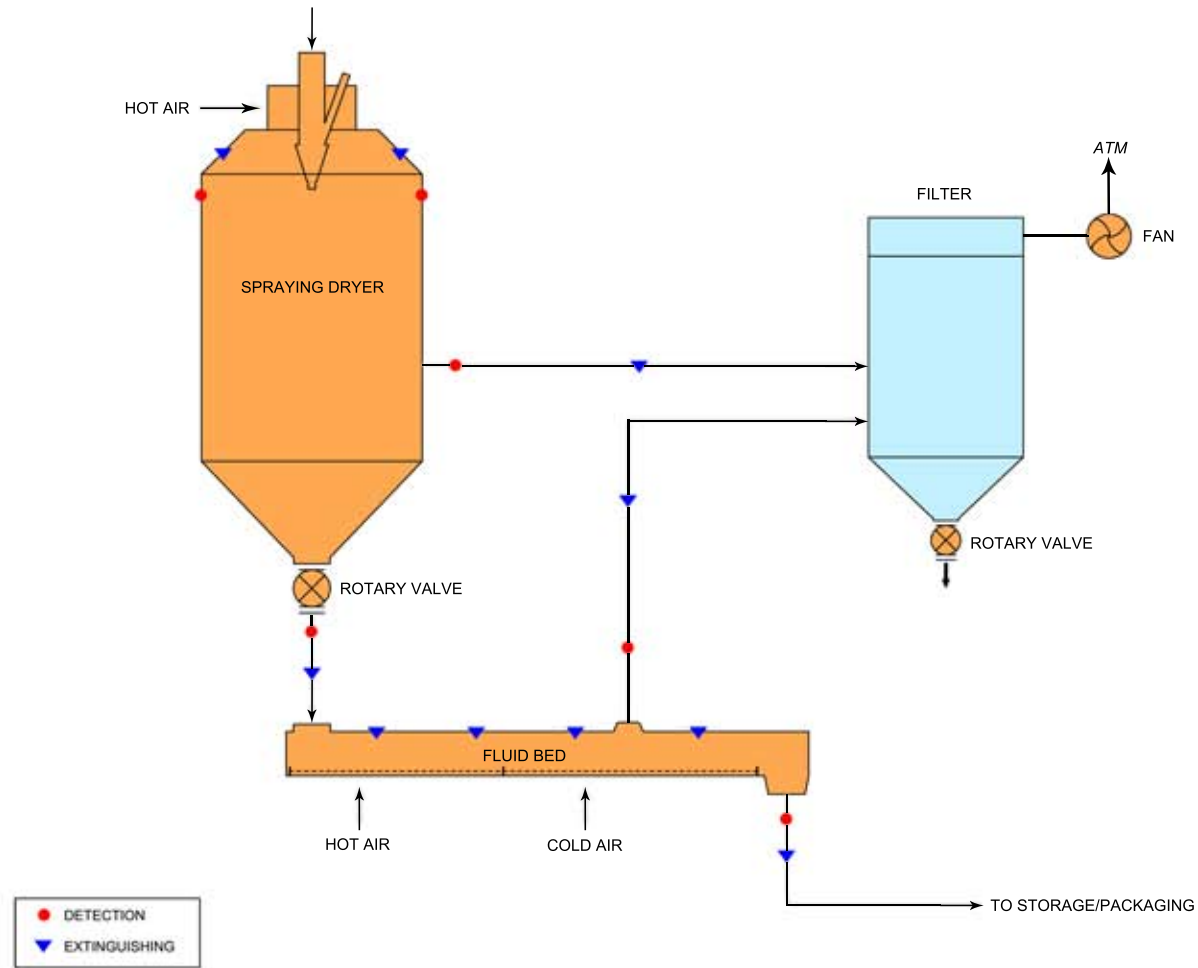 HOT AIR
ATM
FILTER
FAN
SPRAYING DRYER
ROTARY VALVE
ROTARY VALVE
FLUID BED
HOT AIR
COLD AIR
TO STORAGE/PACKAGING
DETECTION
EXTINGUISHING